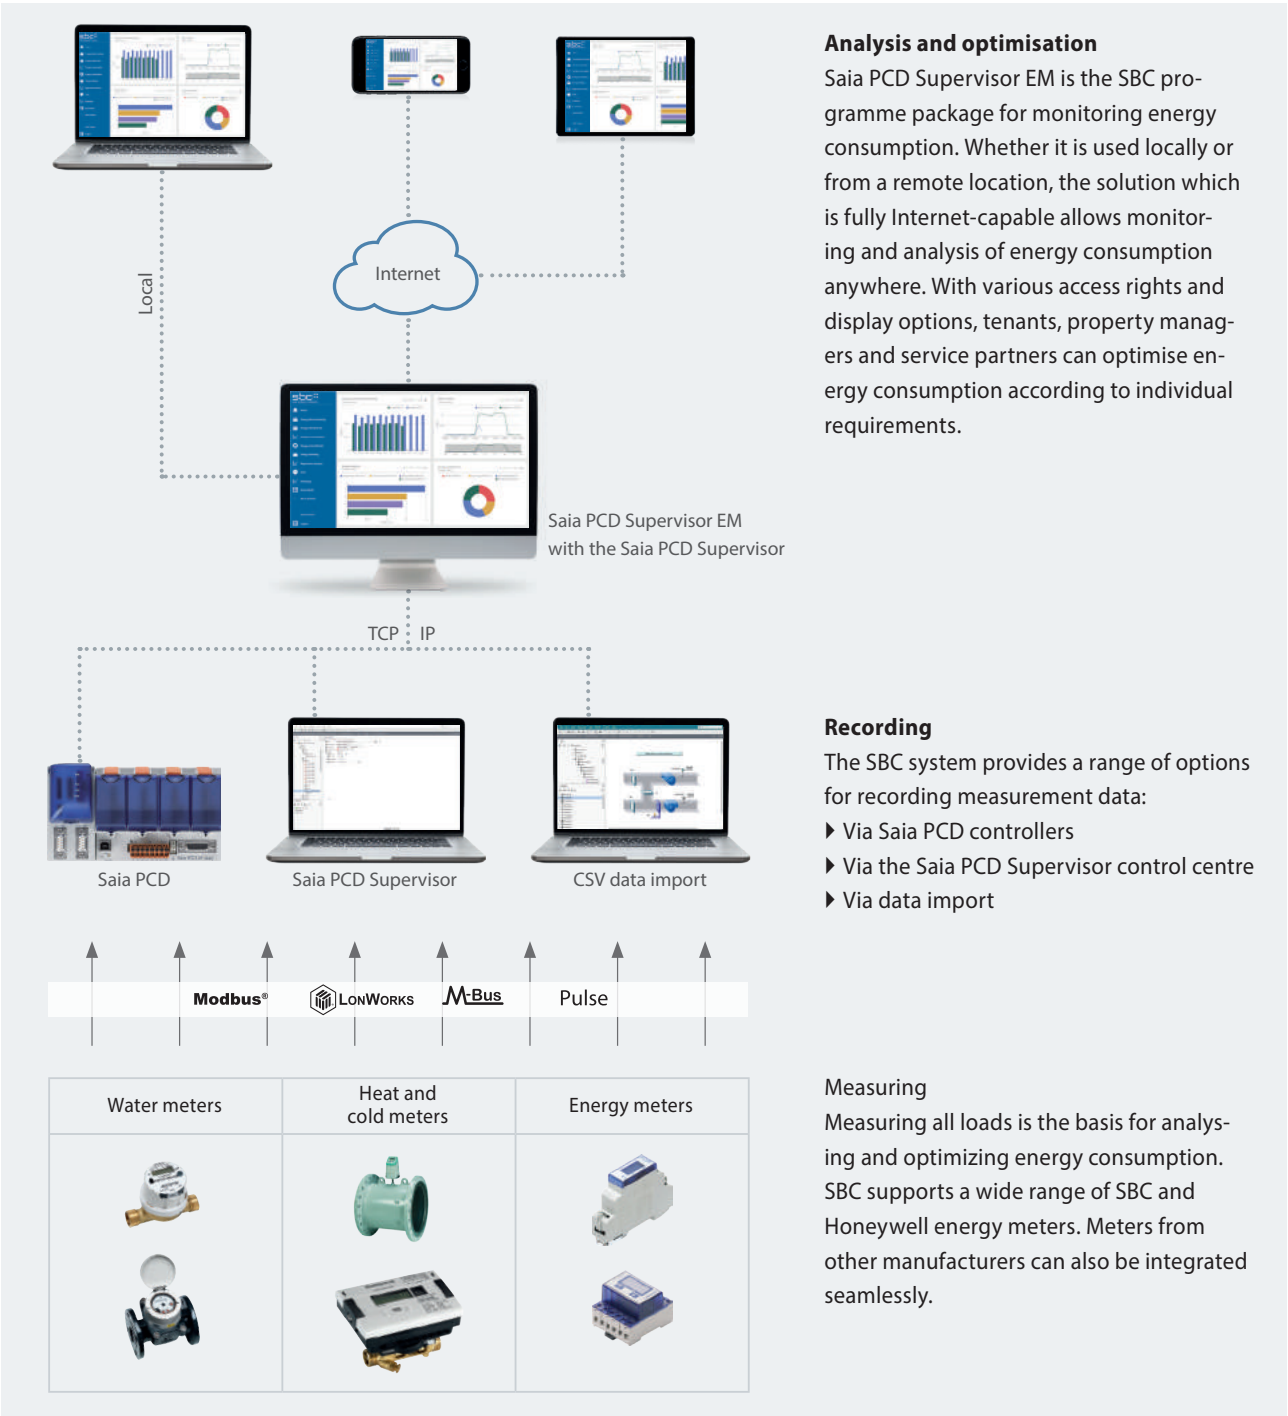 Analysis and optimisation
Saia PCD Supervisor EM is the SBC pro-
gramme package for monitoring energy
consumption. Whether it is used locally or
from a remote location, the solution which
is fully Internet-capable allows monitor-
ing and analysis of energy consumption
anywhere. With various access rights and
display options, tenants, property manag-
ers and service partners can optimise en-
ergy consumption according to individual
requirements.
Internet
Local
sbc
Saia PCD Supervisor EM
with the Saia PCD Supervisor
TCP IP
Recording
The SBC system provides a range of options
for recording measurement data:
Via Saia PCD controllers
Via the Saia PCD Supervisor control centre
Via data import
Saia PCD
Saia PCD Supervisor
CSV data import
Modbus®
LONWORKS
M-Bus
Pulse
Water meters
Heat and
cold meters
Energy meters
Measuring
Measuring all loads is the basis for analys-
ing and optimizing energy consumption.
SBC supports a wide range of SBC and
Honeywell energy meters. Meters from
other manufacturers can also be integrated
seamlessly.